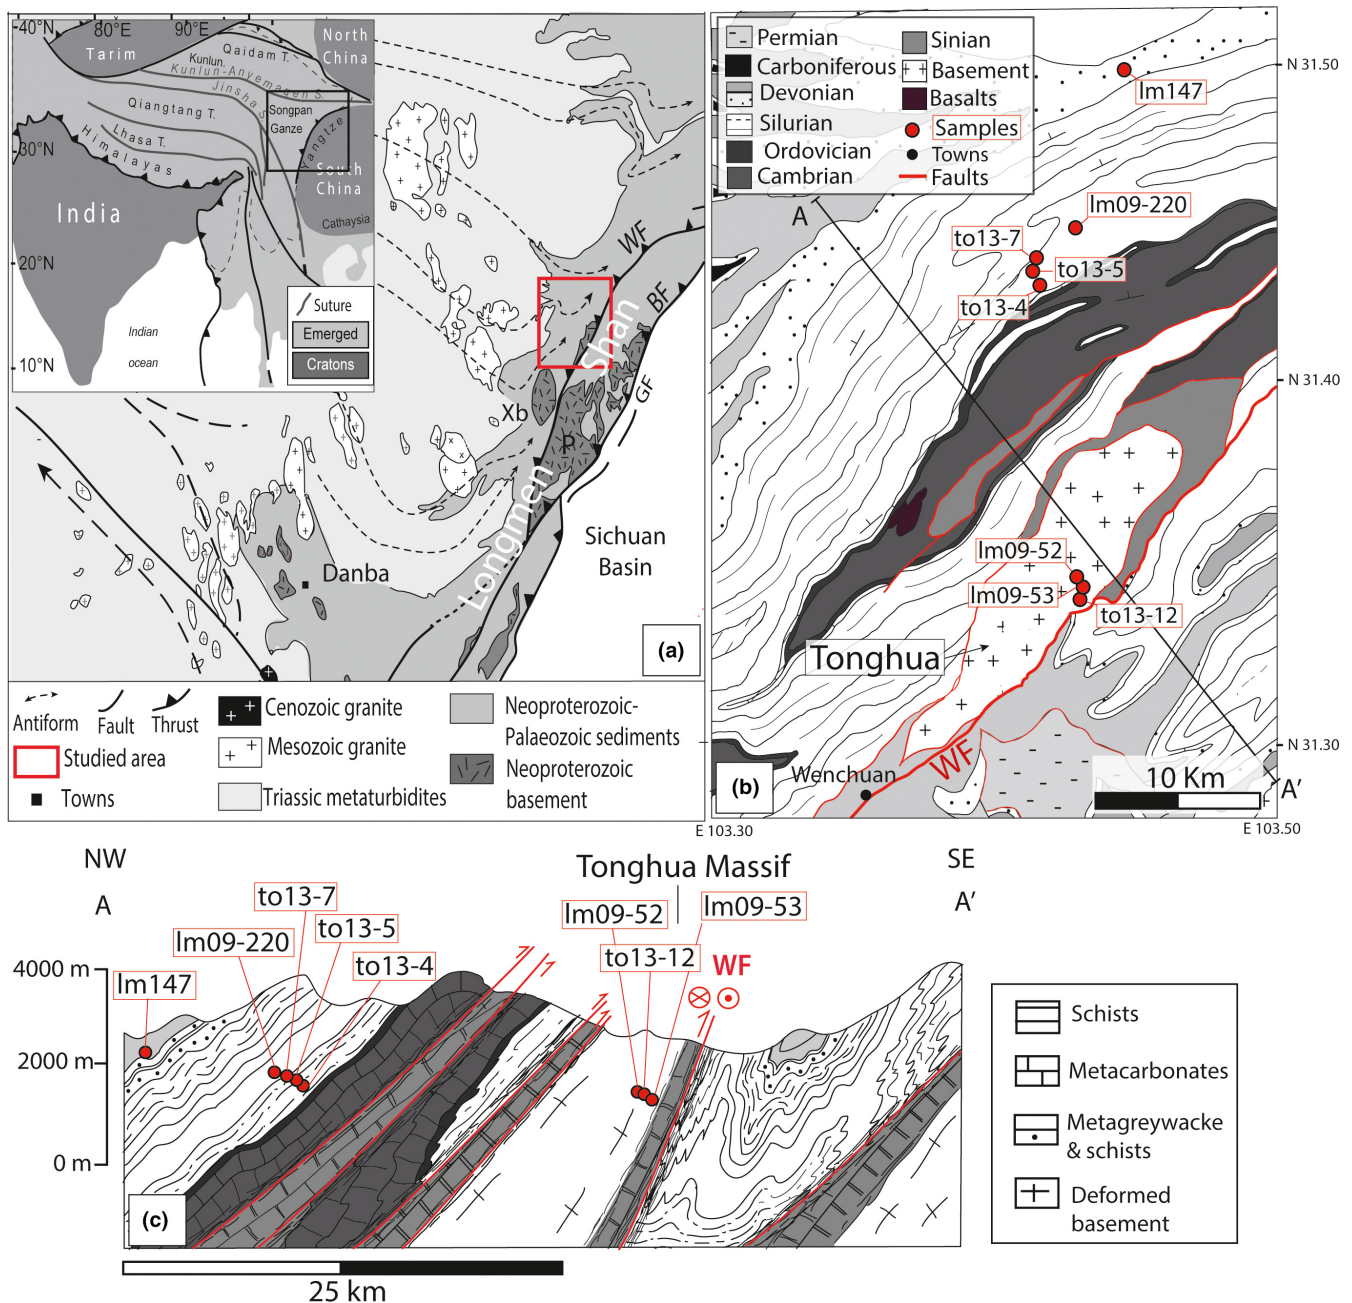 40°N
80°E
90°E
North
China
Tarim
Qaidam T.
Kunlun.
Kunlun-Anyemaqen S.
Jinsha S.
Qiangtang T.
Songpan
Ganze
Lhasa T.
Yangtze
30°N
Himalayas
South
China
India
Cathaysia
20°N
Suture
Emerged
Cratons
Indian
ocean
10°N
WF
BF
Shan
GF
Xb
P
Longmen
Sichuan
Basin
Danba
(a)
Antiform
Fault
Thrust
Studied area
Towns
Cenozoic granite
Mesozoic granite
Triassic metaturbidites
Neoproterozoic-
Palaeozoic sediments
Neoproterozoic
basement
Permian
Carboniferous
Devonian
Silurian
Ordovician
Cambrian
Sinian
Basement
Basalts
Samples
Towns
Faults
N 31.50
lm147
A
lm09-220
to13-7
to13-5
to13-4
N 31.40
lm09-52
lm09-53
to13-12
Tonghua
N 31.30
WF
Wenchuan
10 Km
A'
(b)
E 103.30
E 103.50
NW
Tonghua Massif
SE
A
A'
to13-7
lm09-52
lm09-53
to13-5
lm09-220
to13-12
to13-4
WF
4000 m
lm147
2000 m
0 m
(c)
25 km
Schists
Metacarbonates
Metagreywacke
& schists
Deformed
basement